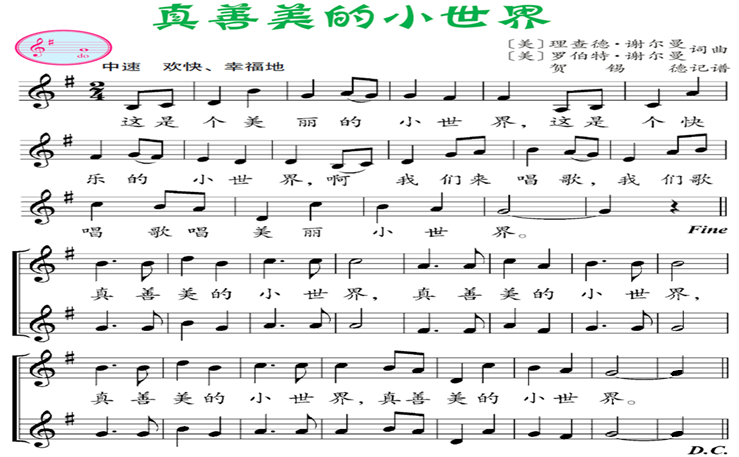 真善美的小世界
do
〔美〕理查德·谢尔曼 词曲
〔美〕罗伯特·谢尔曼
中速 欢快、幸福地
贺锡德记谱
2/4
这是个美丽的小世界,这是个快
乐的小世界,啊我们来唱歌,我们歌
唱歌唱美丽小世界。
Fine
真善美的小世界,真善美的小世界,
真善美的小世界,真善美的小世界。
D.C.